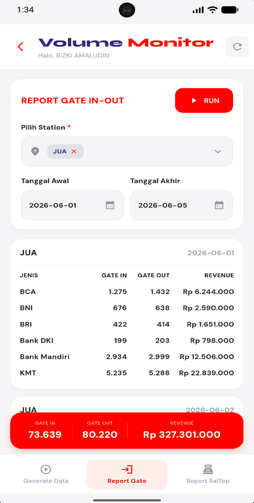 1:34
Volume Monitor
Halo, RIZKI AMALUDIN
REPORT GATE IN-OUT
RUN
Pilih Station *
JUA
Tanggal Awal Tanggal Akhir
2026-06-01 2026-06-05
JUA 2026-06-01
JENIS GATE IN GATE OUT REVENUE
BCA 1.275 1.432 Rp 6.244.000
BNI 676 638 Rp 2.590.000
BRI 422 414 Rp 1.651.000
Bank DKI 199 203 Rp 798.000
Bank Mandiri 2.934 2.999 Rp 12.506.000
KMT 5.235 5.288 Rp 22.839.000
JUA 2026-06-02
GATE IN GATE OUT REVENUE
73.639 80.220 Rp 327.301.000
Generate Data Report Gate Report SalTop